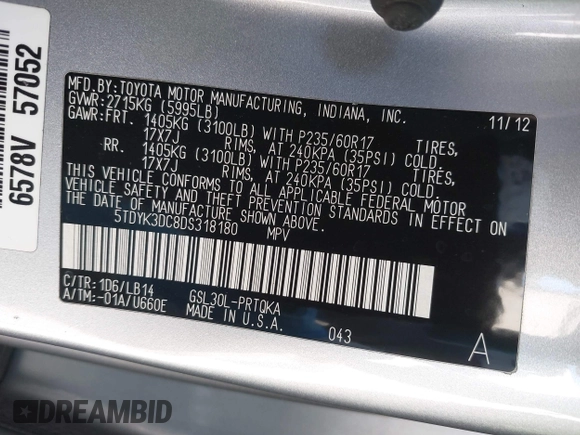 6578V 57052
MFD.BY:TOYOTA MOTOR MANUFACTURING, INDIANA, INC.
GVWR:2715KG (5995LB) 11/12
GAWR:FRT. 1405KG (3100LB) WITH P235/60R17 TIRES,
17X7J RIMS, AT 240KPA (35PSI) COLD.
RR. 1405KG (3100LB) WITH P235/60R17 TIRES,
17X7J RIMS, AT 240KPA (35PSI) COLD.
THIS VEHICLE CONFORMS TO ALL APPLICABLE FEDERAL MOTOR
VEHICLE SAFETY AND THEFT PREVENTION STANDARDS IN EFFECT ON
THE DATE OF MANUFACTURE SHOWN ABOVE.
5TDYK3DC8DS318180 MPV
C/TR:1D6/LB14 GSL30L-PRTQKA
A/TM:-01A/U660E MADE IN U.S.A. 043
A
DREAMBID